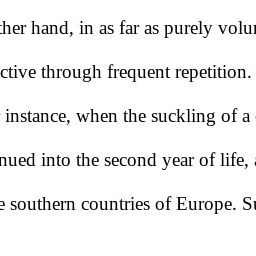 ther hand, in as far as purely volu
ctive through frequent repetition.
instance, when the suckling of a
nued into the second year of life,
e southern countries of Europe. Su